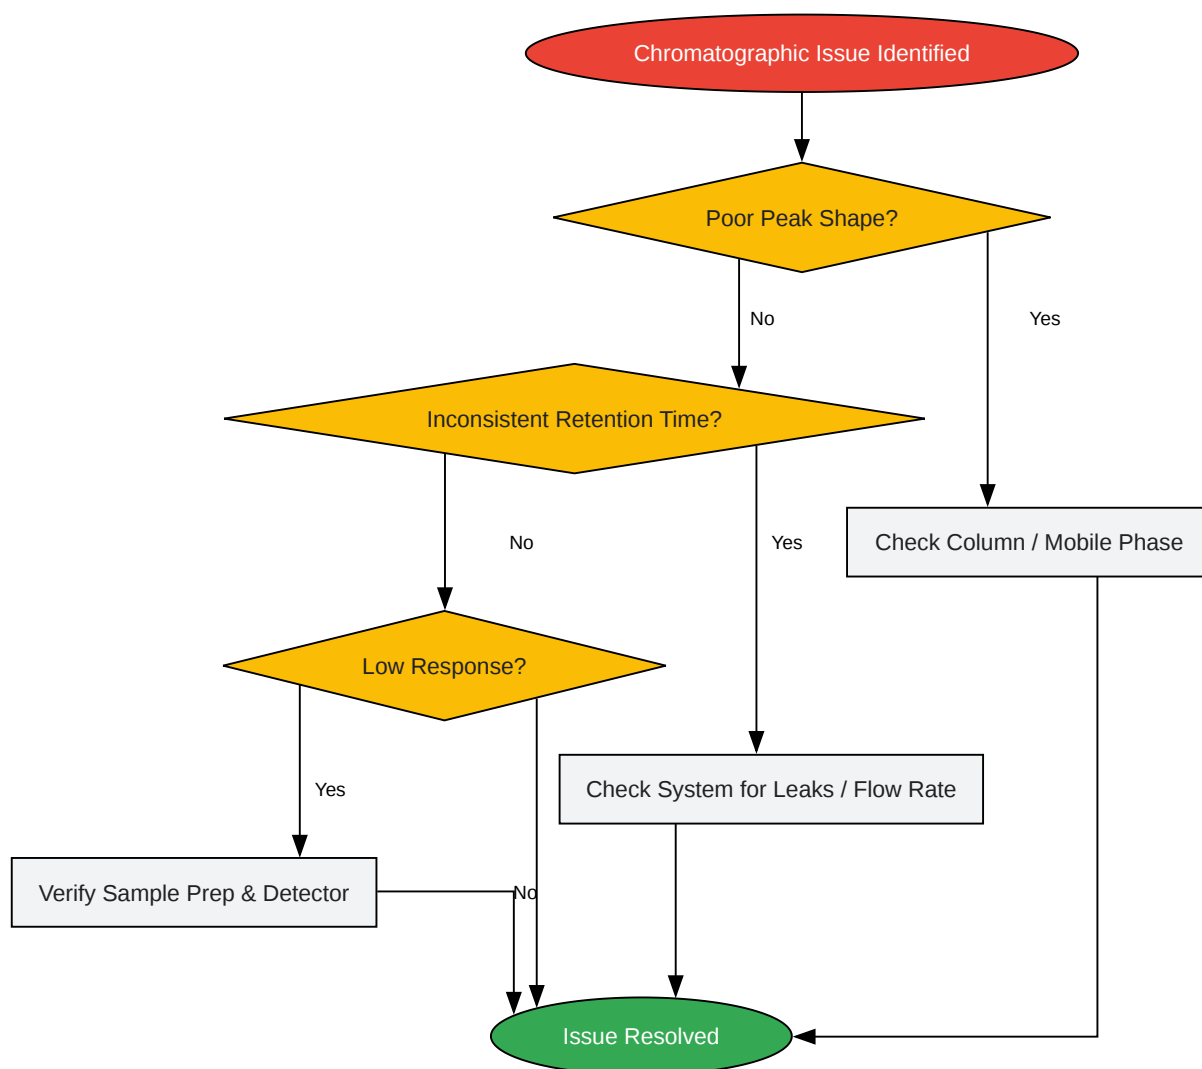 Chromatographic Issue Identified
Poor Peak Shape?
No
Yes
Inconsistent Retention Time?
No
Yes
Check Column / Mobile Phase
Low Response?
Yes
Check System for Leaks / Flow Rate
Verify Sample Prep & Detector
No
Issue Resolved